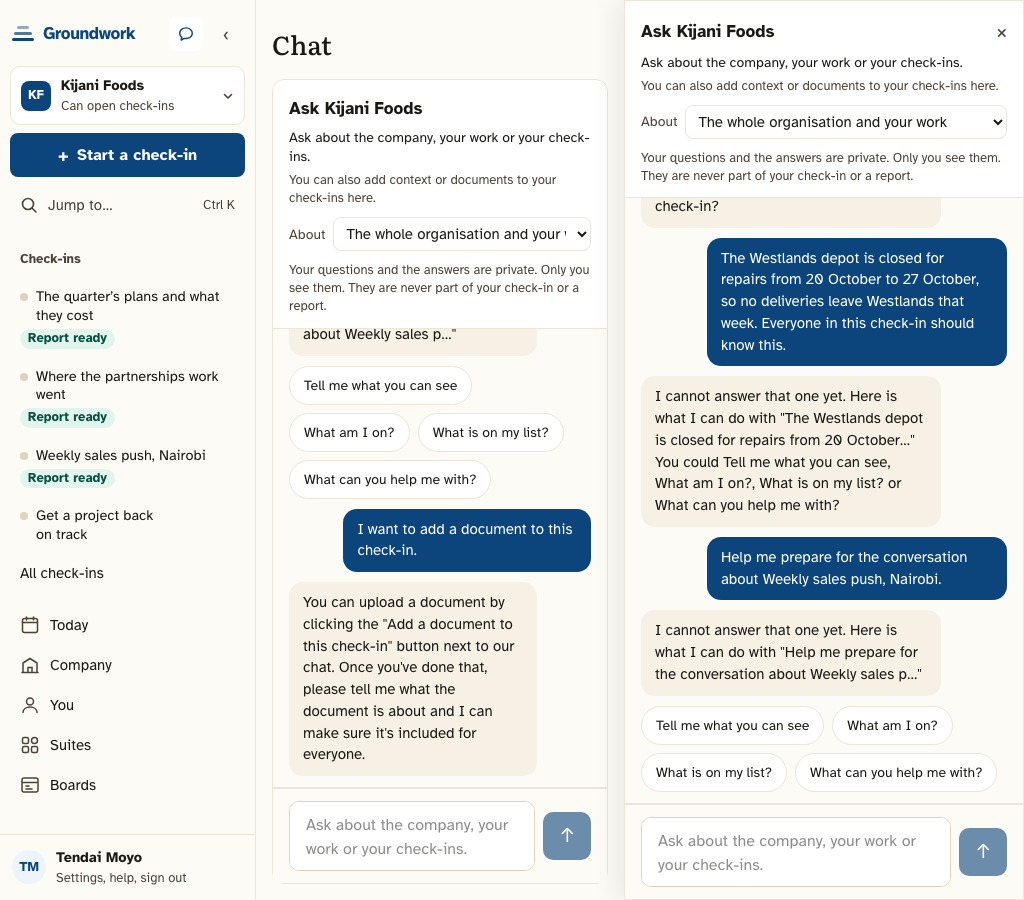 Groundwork
‹
KF
Kijani Foods
Can open check-ins
+ Start a check-in
Jump to...
Ctrl K
Check-ins
The quarter's plans and what
they cost
Report ready
Where the partnerships work
went
Report ready
Weekly sales push, Nairobi
Report ready
Get a project back
on track
All check-ins
Today
Company
You
Suites
Boards
TM
Tendai Moyo
Settings, help, sign out
Chat
Ask Kijani Foods
Ask about the company, your work or your check-
ins.
You can also add context or documents to your
check-ins here.
About
The whole organisation and your
Your questions and the answers are private. Only you
see them. They are never part of your check-in or a
report.
about Weekly sales p..."
Tell me what you can see
What am I on?
What is on my list?
What can you help me with?
I want to add a document to this
check-in.
You can upload a document by
clicking the "Add a document to
this check-in" button next to our
chat. Once you've done that,
please tell me what the
document is about and I can
make sure it's included for
everyone.
Ask about the company, your
work or your check-ins.
Ask Kijani Foods
×
Ask about the company, your work or your check-ins.
You can also add context or documents to your check-ins here.
About
The whole organisation and your work
Your questions and the answers are private. Only you see them.
They are never part of your check-in or a report.
check-in?
The Westlands depot is closed for
repairs from 20 October to 27 October,
so no deliveries leave Westlands that
week. Everyone in this check-in should
know this.
I cannot answer that one yet. Here is
what I can do with "The Westlands depot
is closed for repairs from 20 October..."
You could Tell me what you can see,
What am I on?, What is on my list? or
What can you help me with?
Help me prepare for the conversation
about Weekly sales push, Nairobi.
I cannot answer that one yet. Here is
what I can do with "Help me prepare for
the conversation about Weekly sales p..."
Tell me what you can see
What am I on?
What is on my list?
What can you help me with?
Ask about the company, your work or
your check-ins.